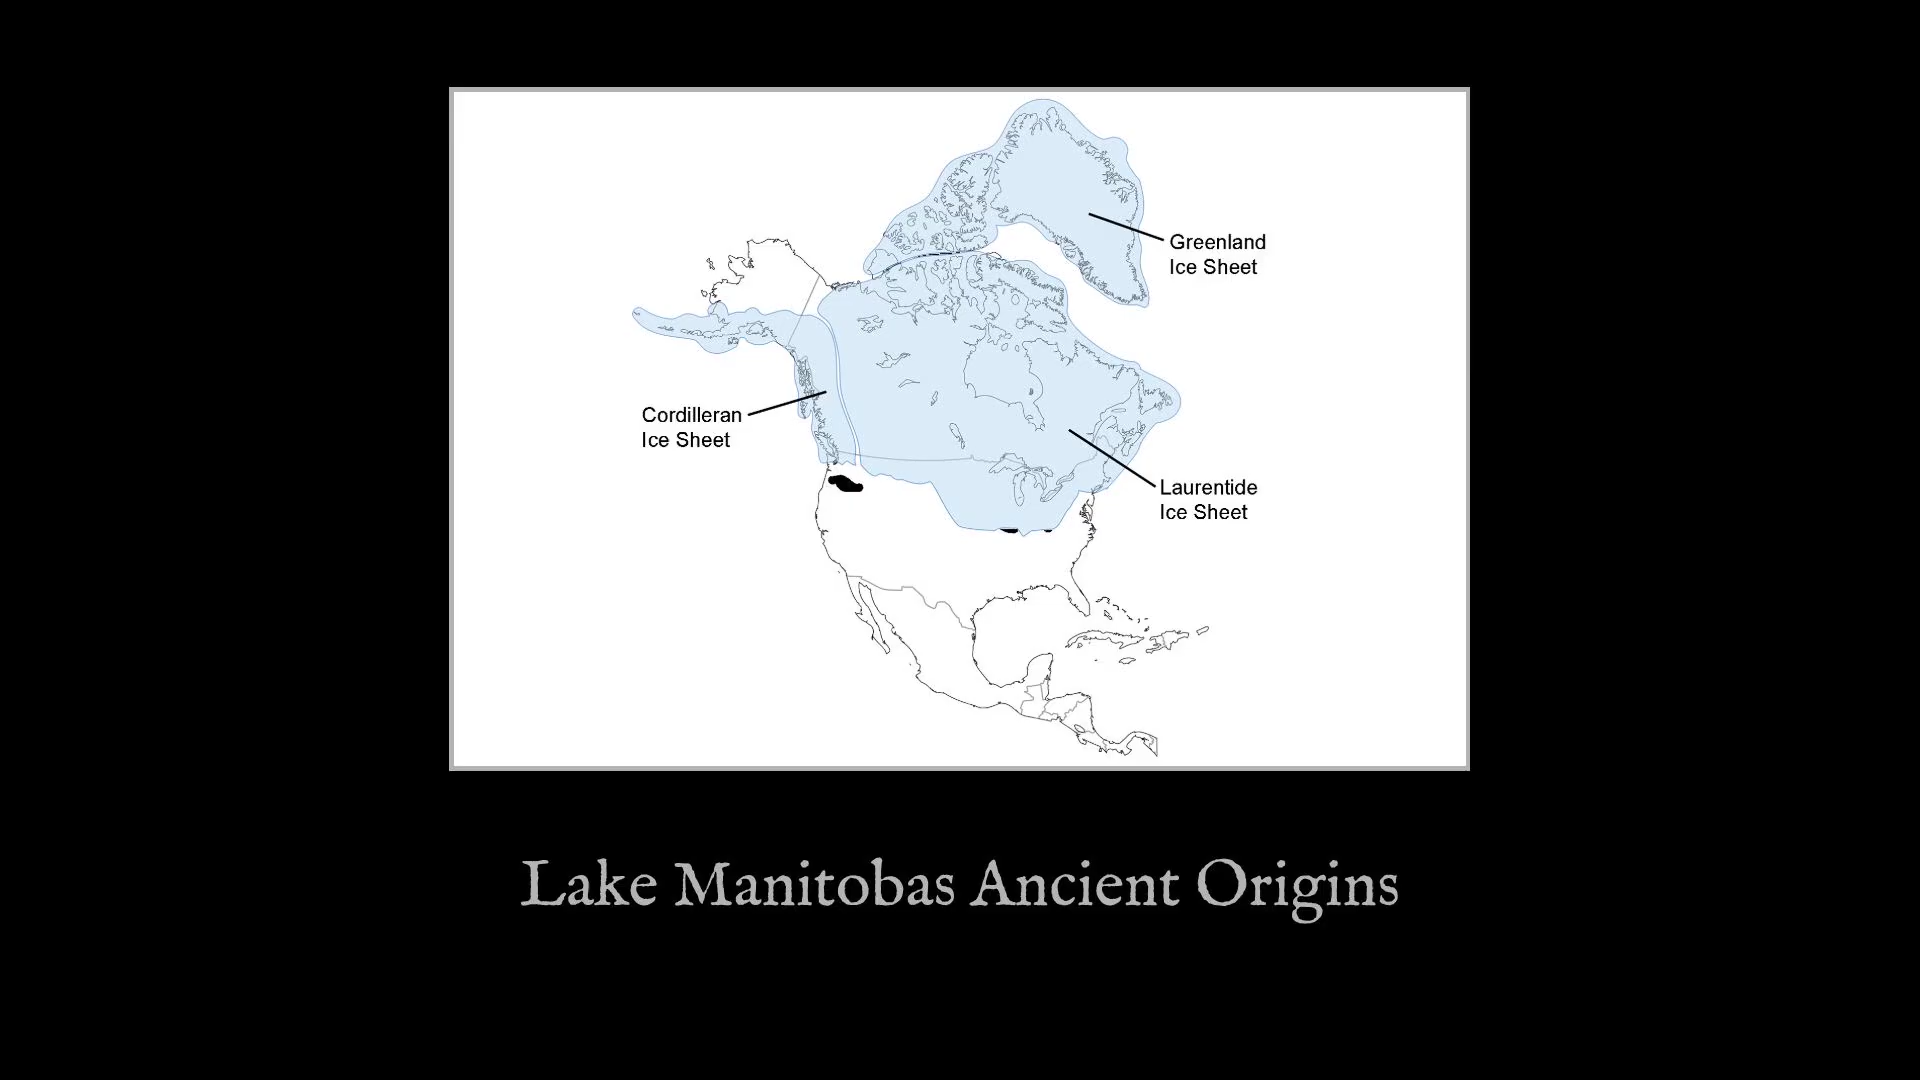 Greenland
Ice Sheet
Cordilleran
Ice Sheet
Laurentide
Ice Sheet
Lake Manitobas Ancient Origins